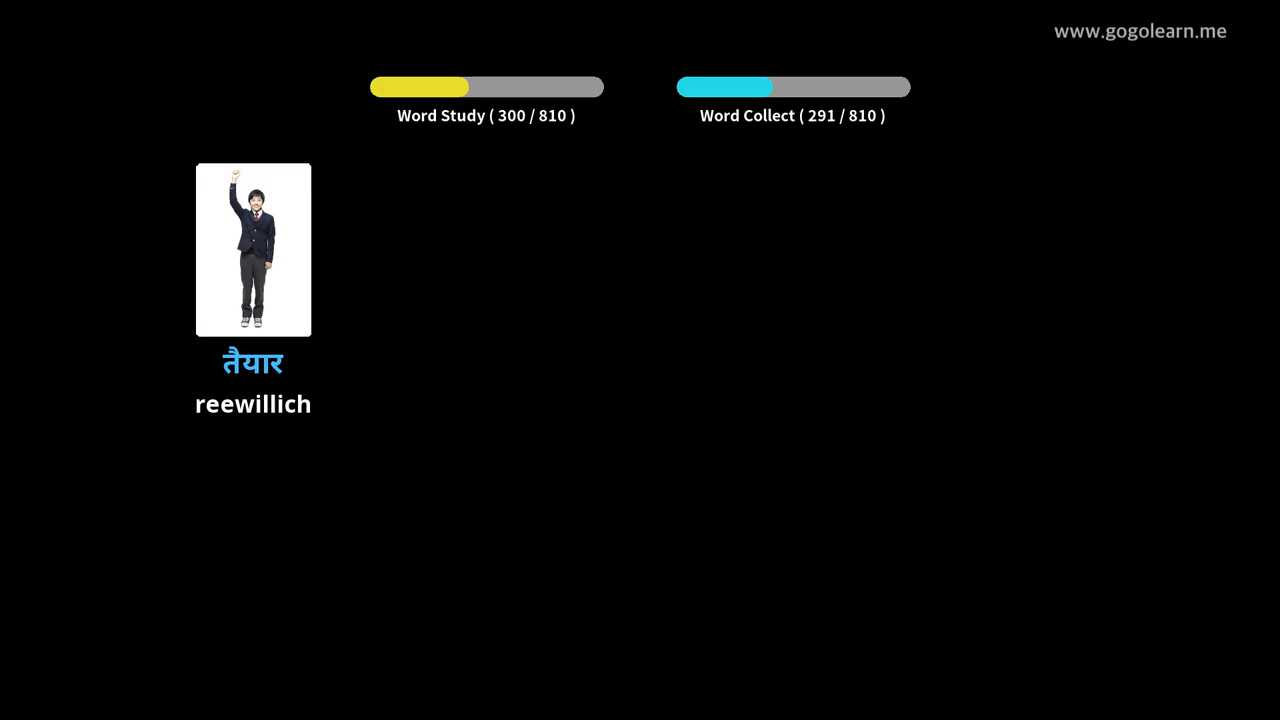 www.gogolearn.me
Word Study ( 300 / 810 )
Word Collect ( 291 / 810 )
तैयार
reewillich